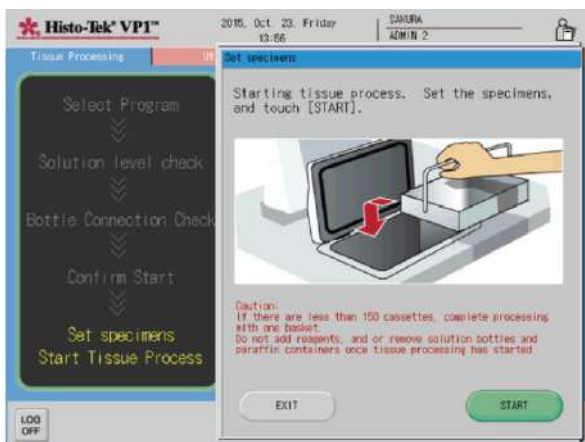 Histo-Tek® VP1™
2015, Oct. 23, Friday
13:56
SAKURA
ADMIN 2
Tissue Processing
Ut
Set specimens
Select Program
Solution level check
Bottle Connection Check
Confirm Start
Set specimens
Start Tissue Process
Starting tissue process. Set the specimens,
and touch [START].
Caution:
If there are less than 150 cassettes, complete processing
with one basket.
Do not add reagents, and or remove solution bottles and
paraffin containers once tissue processing has started
EXIT
START
LOG
OFF